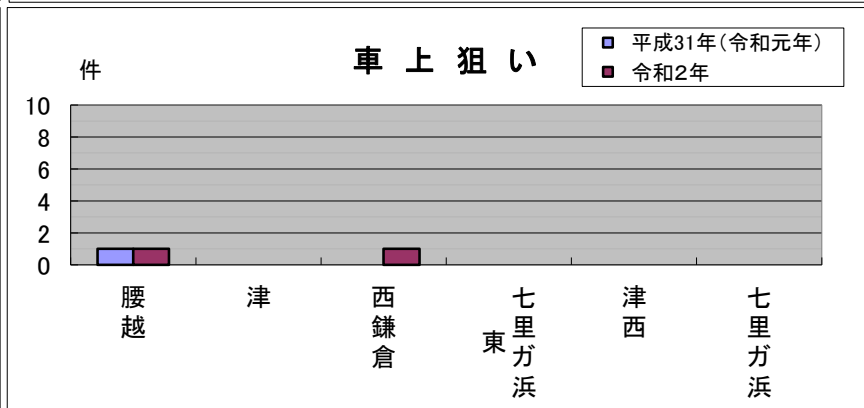 車上狙い
平成31年(令和元年)
令和2年
件
10
8
6
4
2
0
腰越
津
西鎌倉
七里ガ浜東
津西
七里ガ浜